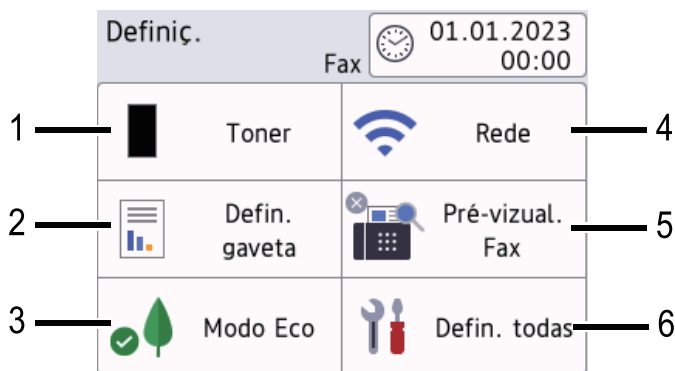 Definiç.
Fax
01.01.2023
00:00
1
Toner
Rede
4
2
Defin.
gaveta
Pré-vizual.
Fax
5
3
Modo Eco
Defin. todas
6